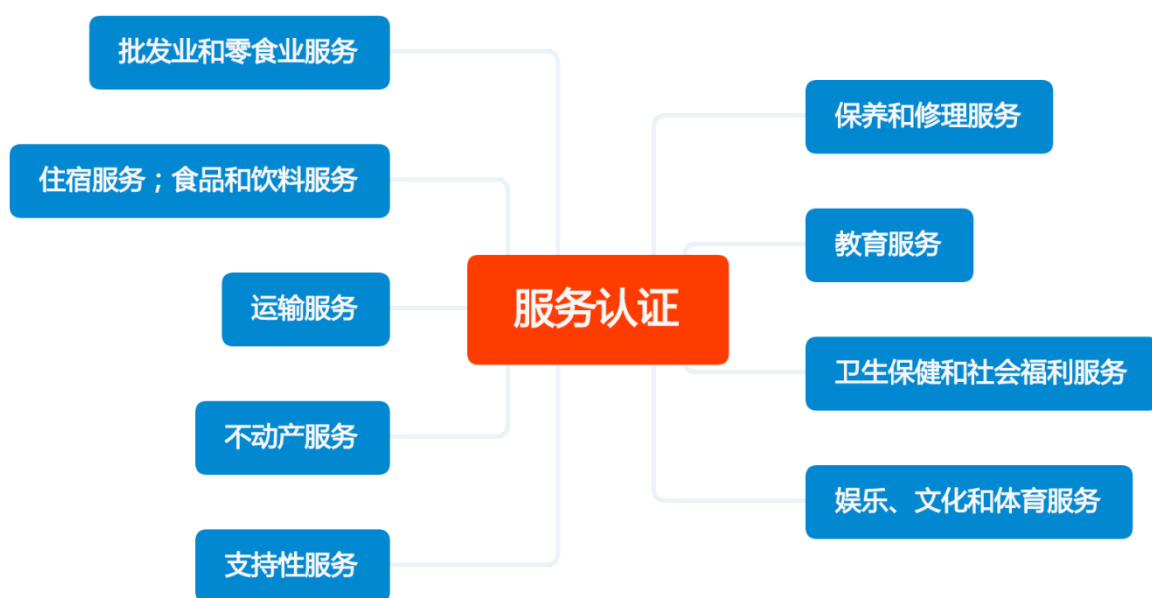 批发业和零食业服务
住宿服务；食品和饮料服务
运输服务
不动产服务
支持性服务
服务认证
保养和修理服务
教育服务
卫生保健和社会福利服务
娱乐、文化和体育服务